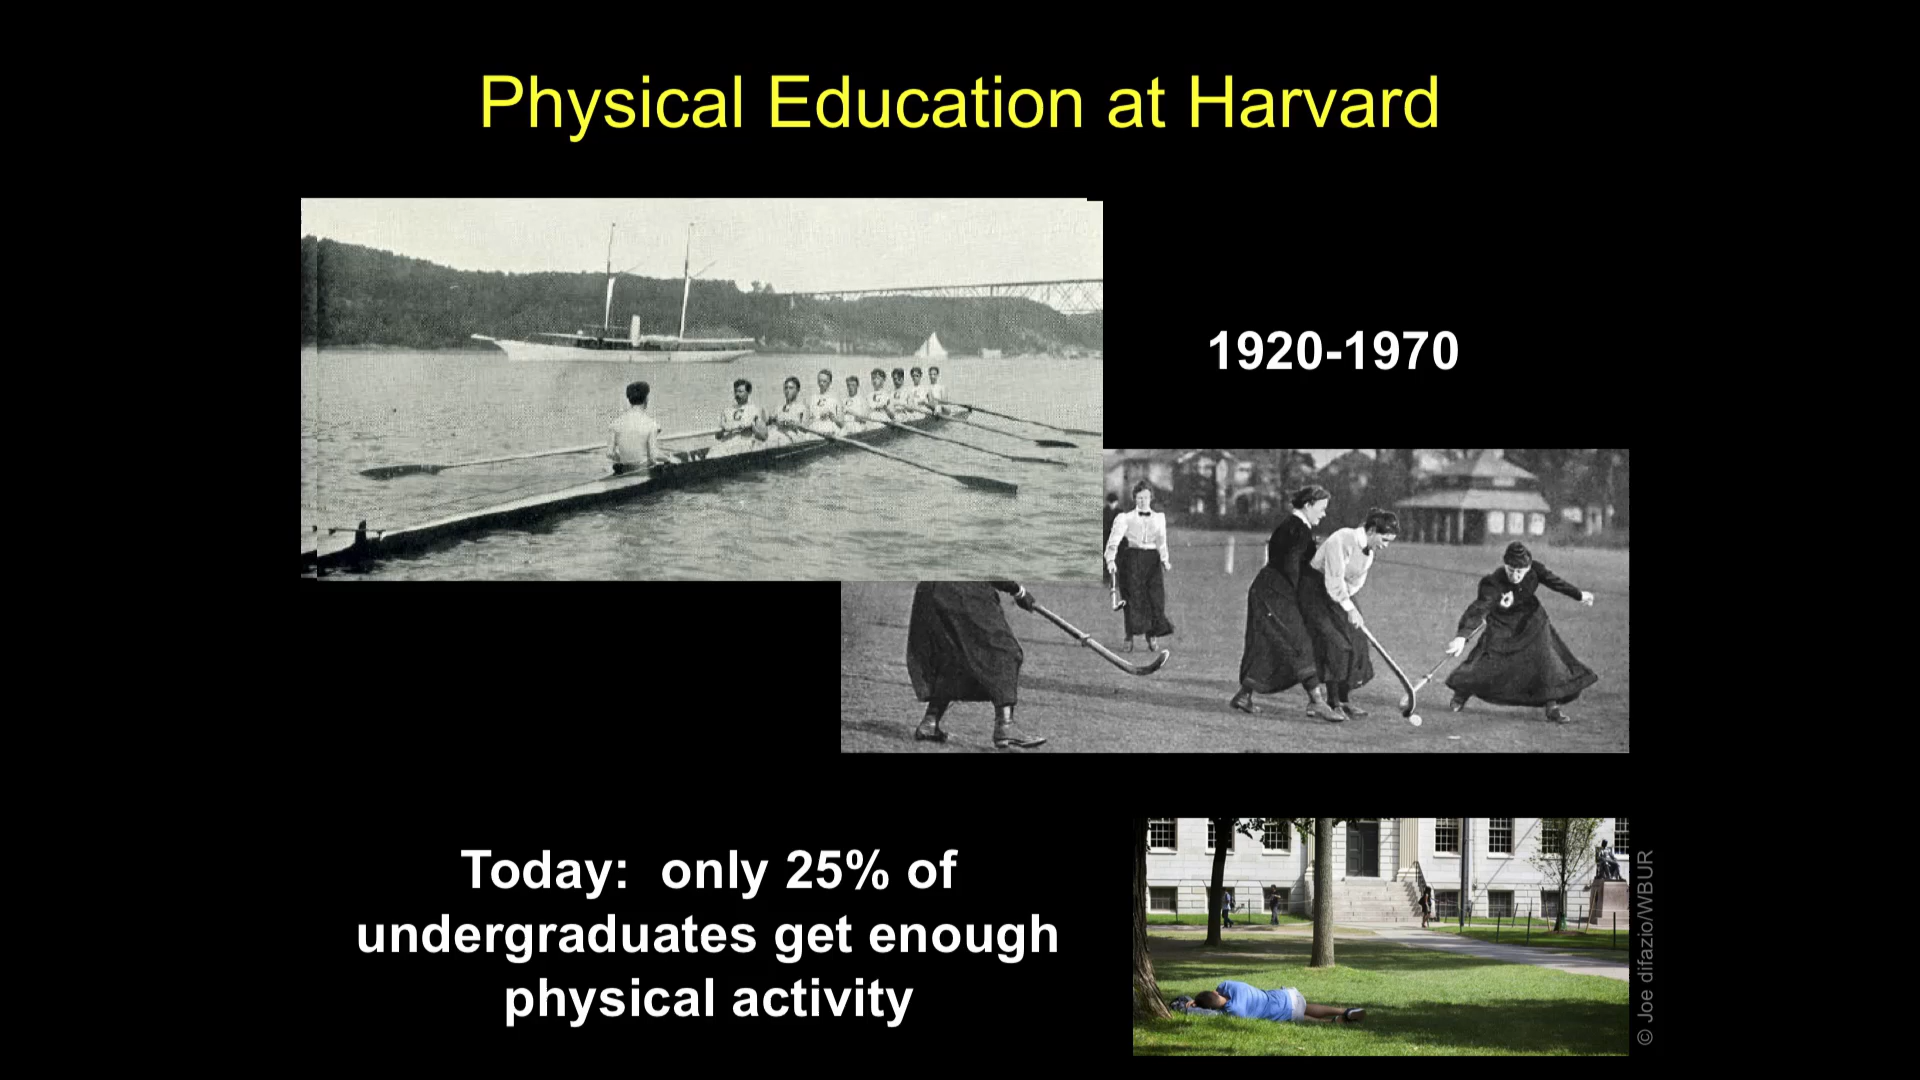 Physical Education at Harvard
1920-1970
Today:  only 25% of
undergraduates get enough
physical activity
© Joe difazio/WBUR